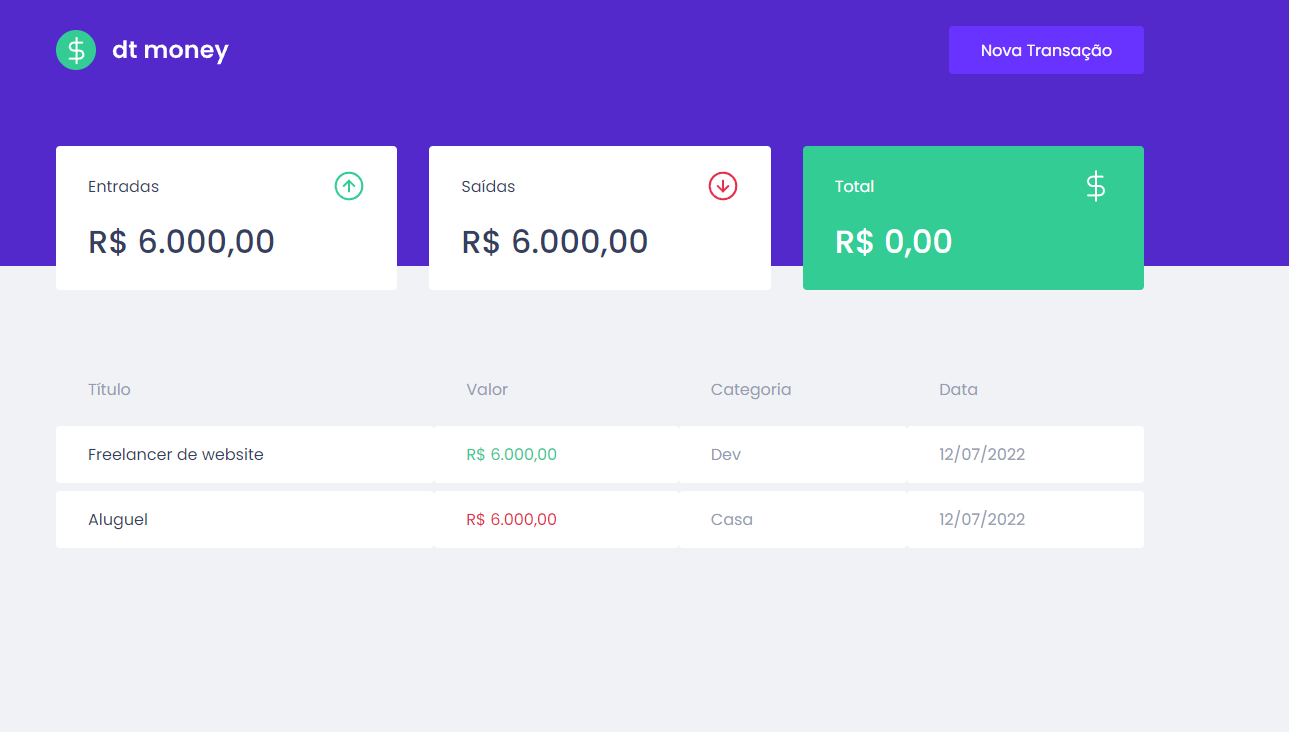 dt money
Nova Transação
Entradas
R$ 6.000,00
Saídas
R$ 6.000,00
Total
R$ 0,00
Título Valor Categoria Data
Freelancer de website R$ 6.000,00 Dev 12/07/2022
Aluguel R$ 6.000,00 Casa 12/07/2022